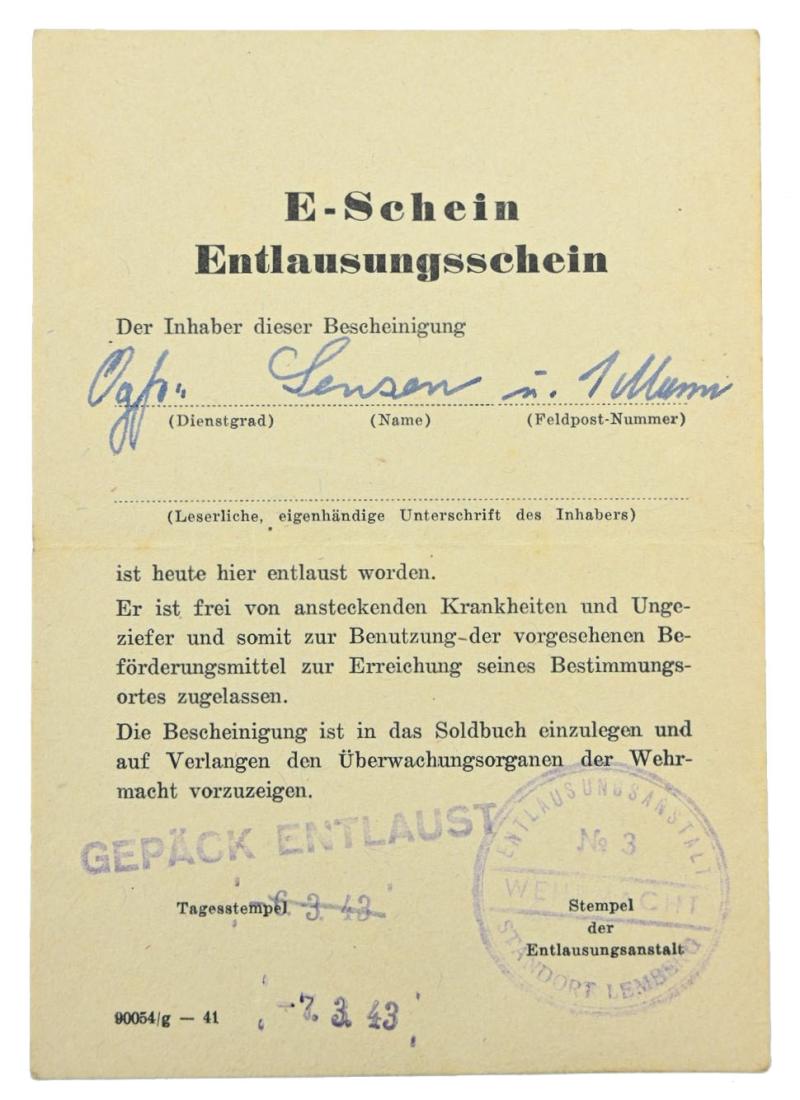 E-Schein
Entlausungsschein
Der Inhaber dieser Bescheinigung
Ogfr. Sensen u. 1 Mann
(Dienstgrad) (Name) (Feldpost-Nummer)
(Leserliche, eigenhändige Unterschrift des Inhabers)
ist heute hier entlaust worden.
Er ist frei von ansteckenden Krankheiten und Unge-
ziefer und somit zur Benutzung der vorgesehenen Be-
förderungsmittel zur Erreichung seines Bestimmungs-
ortes zugelassen.
Die Bescheinigung ist in das Soldbuch einzulegen und
auf Verlangen den Überwachungsorganen der Wehr-
macht vorzuzeigen.
GEPÄCK ENTLAUST
ENTLAUSUNGSANSTALT
№ 3
WEHRMACHT
STANDORT LEMBERG
Tagesstempel -6. 3. 43
Stempel
der
Entlausungsanstalt
90054/g — 41
-7. 3. 43